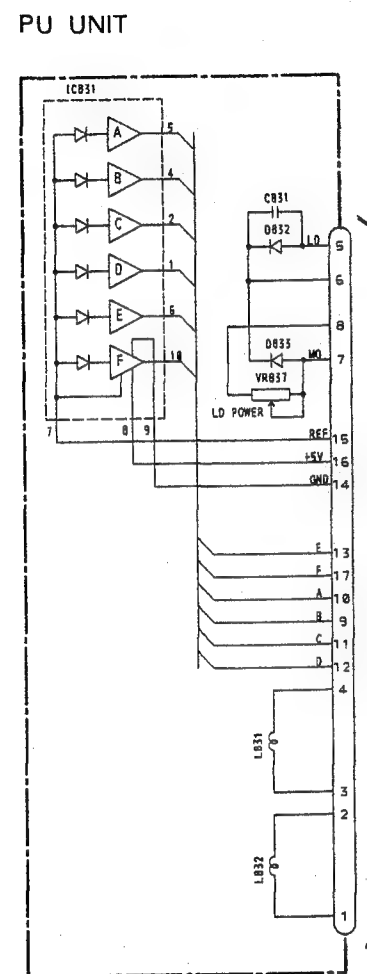 PU UNIT
IC831
A 5
B 4
C 2
D 1
E 6
F 10
7 8 9
C831
D832
LD 5
6
8
D833
MO 7
VR837
LD POWER
REF 15
+5V 16
GND 14
E 13
F 17
A 10
B 9
C 11
D 12
4
L831
3
2
L832
1